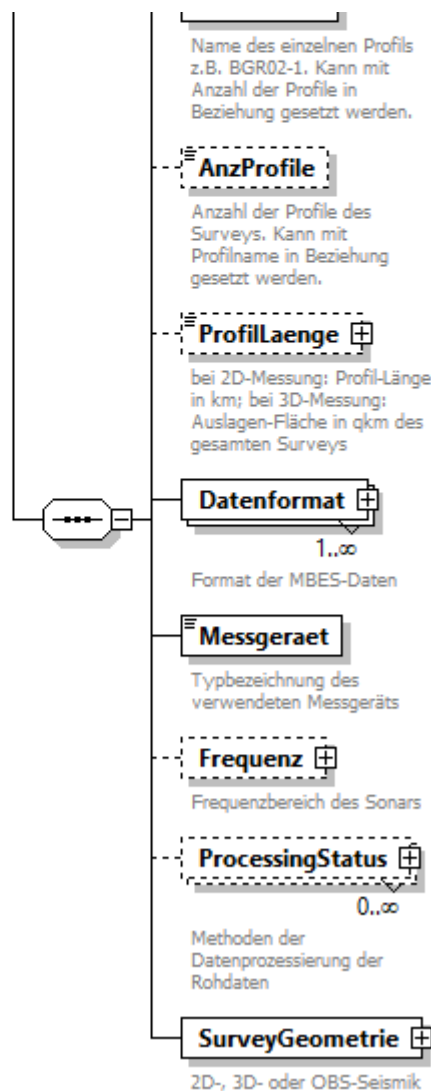 Name des einzelnen Profils
z.B. BGR02-1. Kann mit
Anzahl der Profile in
Beziehung gesetzt werden.
AnzProfile
Anzahl der Profile des
Surveys. Kann mit
Profilname in Beziehung
gesetzt werden.
ProfilLaenge
bei 2D-Messung: Profil-Länge
in km; bei 3D-Messung:
Auslagen-Fläche in qkm des
gesamten Surveys
Datenformat
1..∞
Format der MBES-Daten
Messgeraet
Typbezeichnung des
verwendeten Messgeräts
Frequenz
Frequenzbereich des Sonars
ProcessingStatus
0..∞
Methoden der
Datenprozessierung der
Rohdaten
SurveyGeometrie
2D-, 3D- oder OBS-Seismik